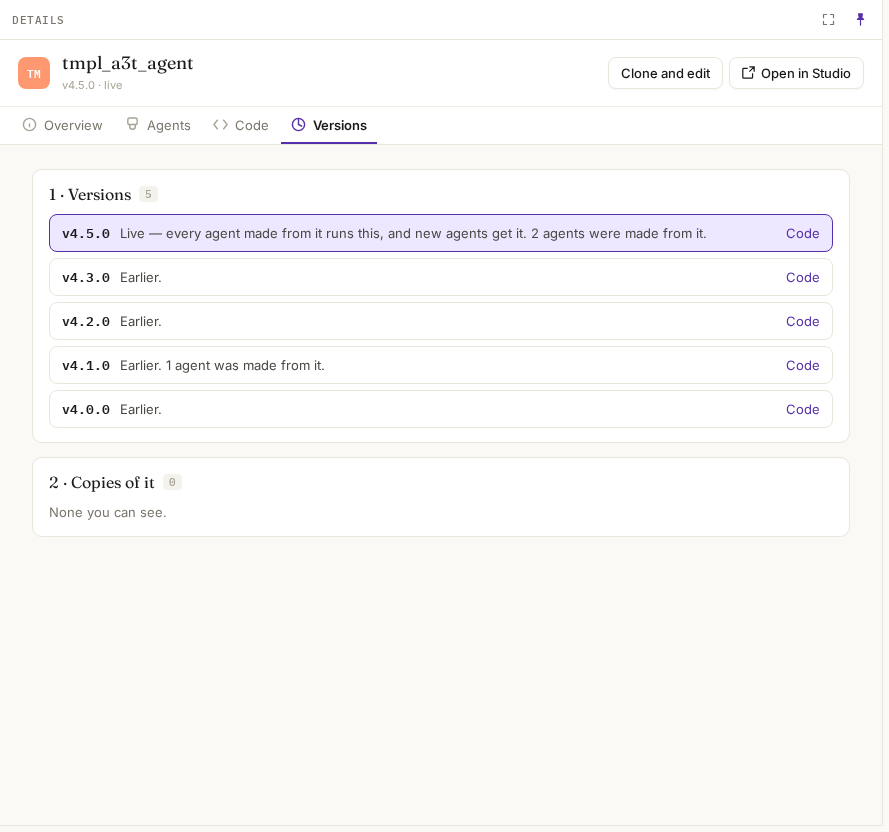 DETAILS
TM
tmpl_a3t_agent
v4.5.0 · live
Clone and edit
Open in Studio
Overview
Agents
Code
Versions
1 · Versions 5
v4.5.0 Live — every agent made from it runs this, and new agents get it. 2 agents were made from it. Code
v4.3.0 Earlier. Code
v4.2.0 Earlier. Code
v4.1.0 Earlier. 1 agent was made from it. Code
v4.0.0 Earlier. Code
2 · Copies of it 0
None you can see.